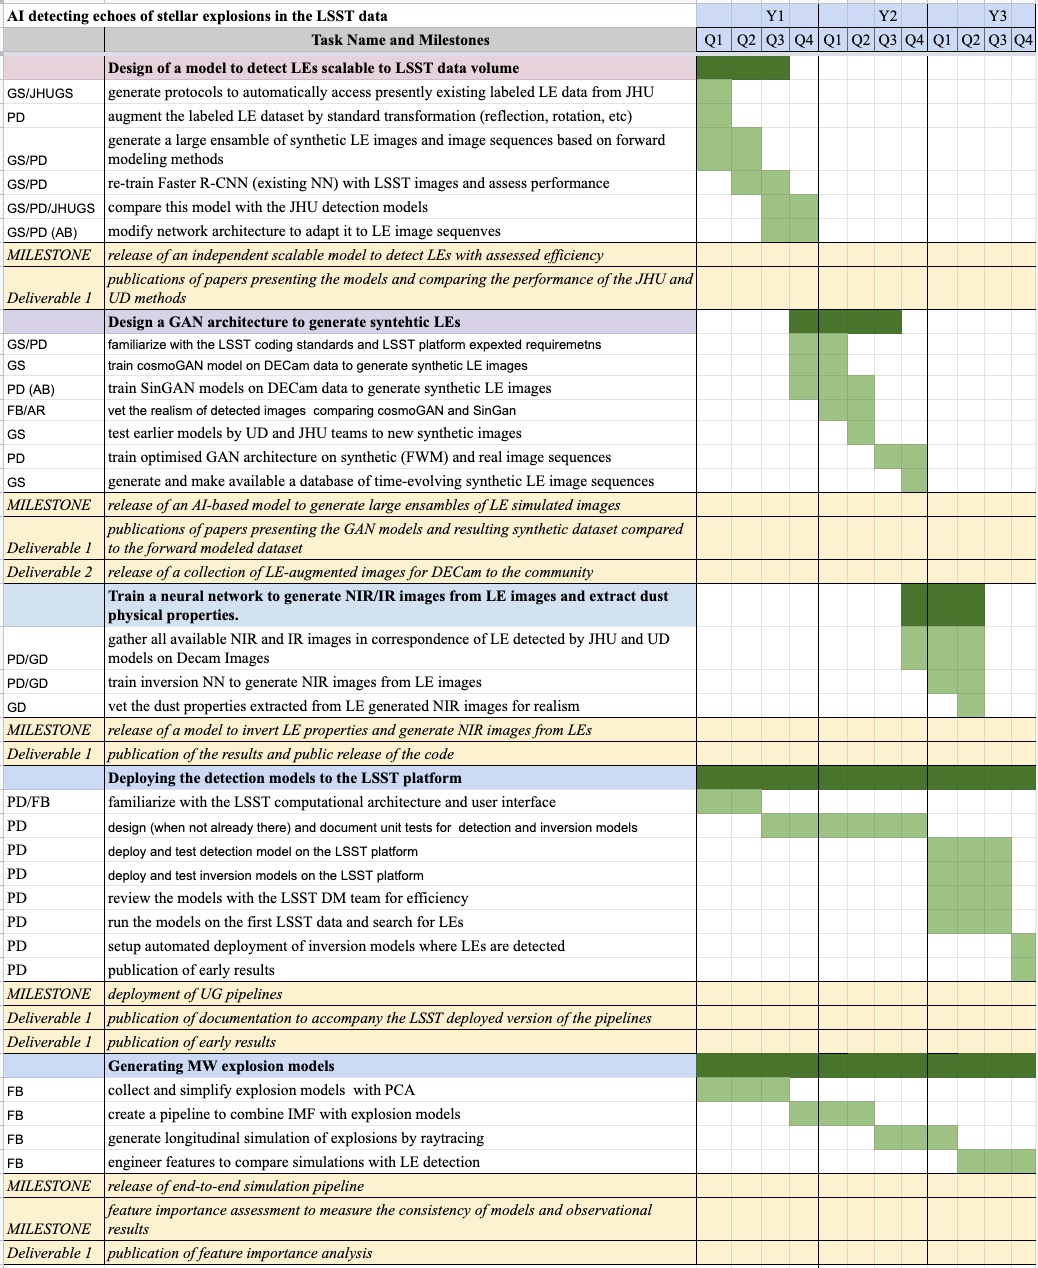 AI detecting echoes of stellar explosions in the LSST data Y1 Y2 Y3
Task Name and Milestones Q1 Q2 Q3 Q4 Q1 Q2 Q3 Q4 Q1 Q2 Q3 Q4
Design of a model to detect LEs scalable to LSST data volume
GS/JHUGS generate protocols to automatically access presently existing labeled LE data from JHU
PD augment the labeled LE dataset by standard transformation (reflection, rotation, etc)
generate a large ensamble of synthetic LE images and image sequences based on forward
GS/PD modeling methods
GS/PD re-train Faster R-CNN (existing NN) with LSST images and assess performance
GS/PD/JHUGS compare this model with the JHU detection models
GS/PD (AB) modify network architecture to adapt it to LE image sequenves
MILESTONE release of an independent scalable model to detect LEs with assessed efficiency
publications of papers presenting the models and comparing the performance of the JHU and
Deliverable 1 UD methods
Design a GAN architecture to generate syntehtic LEs
GS/PD familiarize with the LSST coding standards and LSST platform expexted requiremetns
GS train cosmoGAN model on DECam data to generate synthetic LE images
PD (AB) train SinGAN models on DECam data to generate synthetic LE images
FB/AR vet the realism of detected images comparing cosmoGAN and SinGan
GS test earlier models by UD and JHU teams to new synthetic images
PD train optimised GAN architecture on synthetic (FWM) and real image sequences
GS generate and make available a database of time-evolving synthetic LE image sequences
MILESTONE release of an AI-based model to generate large ensambles of LE simulated images
publications of papers presenting the GAN models and resulting synthetic dataset compared
Deliverable 1 to the forward modeled dataset
Deliverable 2 release of a collection of LE-augmented images for DECam to the community
Train a neural network to generate NIR/IR images from LE images and extract dust
physical properties.
gather all available NIR and IR images in correspondence of LE detected by JHU and UD
PD/GD models on Decam Images
PD/GD train inversion NN to generate NIR images from LE images
GD vet the dust properties extracted from LE generated NIR images for realism
MILESTONE release of a model to invert LE properties and generate NIR images from LEs
Deliverable 1 publication of the results and public release of the code
Deploying the detection models to the LSST platform
PD/FB familiarize with the LSST computational architecture and user interface
PD design (when not already there) and document unit tests for detection and inversion models
PD deploy and test detection model on the LSST platform
PD deploy and test inversion models on the LSST platform
PD review the models with the LSST DM team for efficiency
PD run the models on the first LSST data and search for LEs
PD setup automated deployment of inversion models where LEs are detected
PD publication of early results
MILESTONE deployment of UG pipelines
Deliverable 1 publication of documentation to accompany the LSST deployed version of the pipelines
Deliverable 1 publication of early results
Generating MW explosion models
FB collect and simplify explosion models with PCA
FB create a pipeline to combine IMF with explosion models
FB generate longitudinal simulation of explosions by raytracing
FB engineer features to compare simulations with LE detection
MILESTONE release of end-to-end simulation pipeline
feature importance assessment to measure the consistency of models and observational
MILESTONE results
Deliverable 1 publication of feature importance analysis